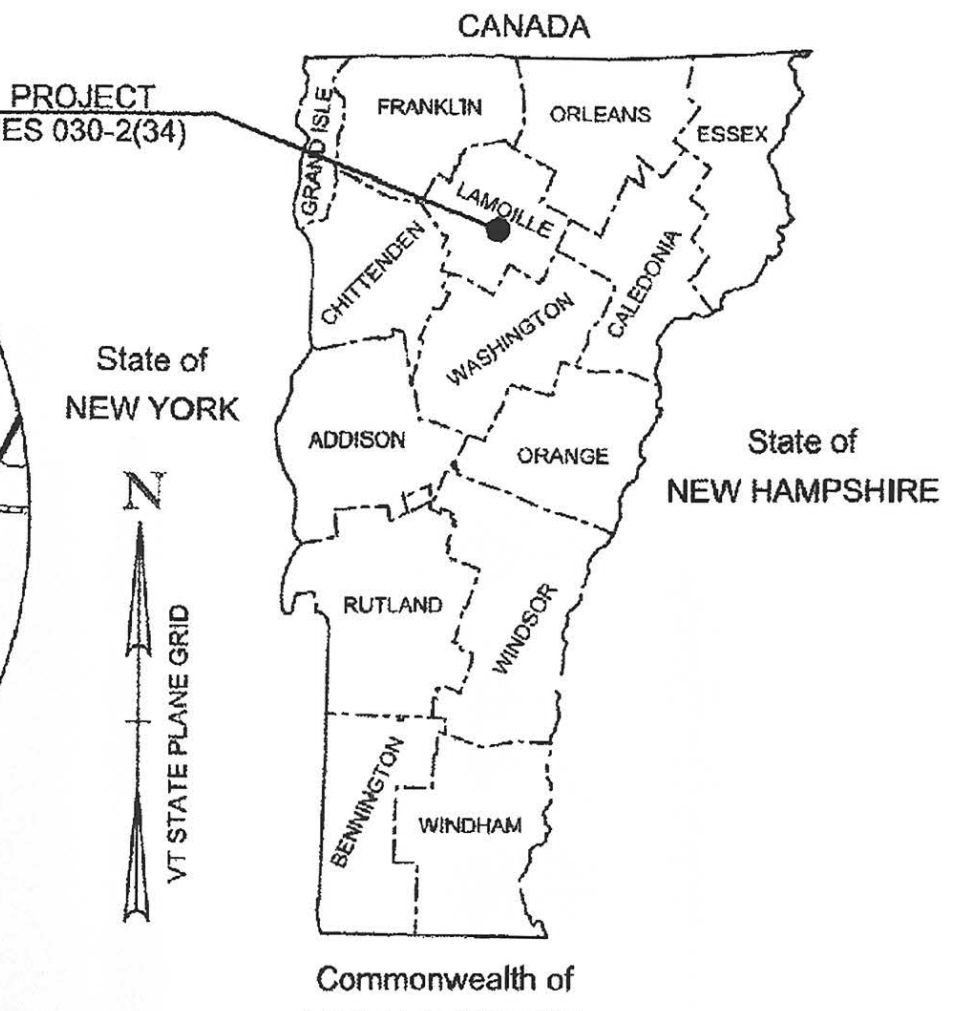 CANADA
PROJECT
ES 030-2(34)
GRAND ISLE
FRANKLIN
ORLEANS
ESSEX
LAMOILLE
CHITTENDEN
CALEDONIA
WASHINGTON
State of
NEW YORK
ADDISON
ORANGE
State of
NEW HAMPSHIRE
N
VT STATE PLANE GRID
RUTLAND
WINDSOR
BENNINGTON
WINDHAM
Commonwealth of